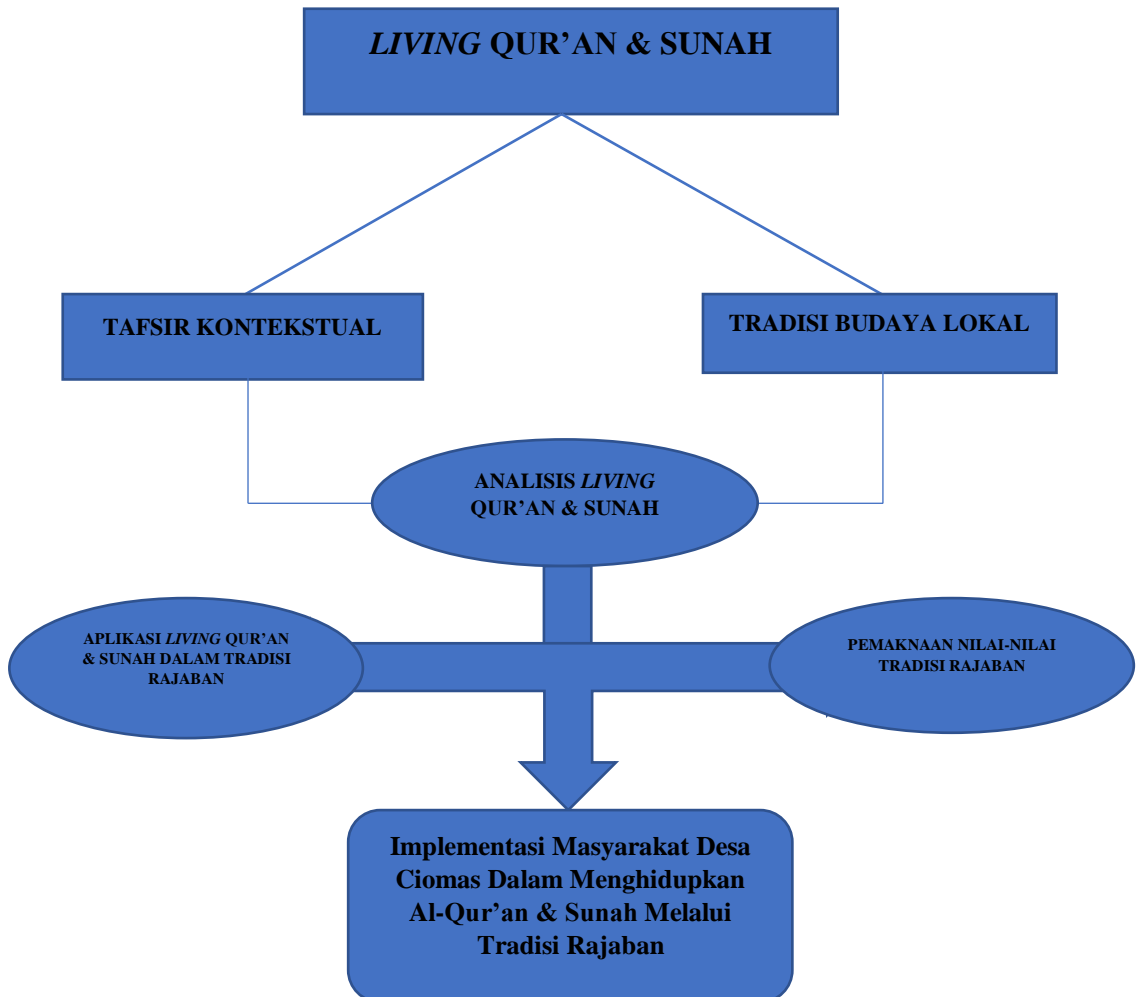 LIVING QUR’AN & SUNAH
TAFSIR KONTEKSTUAL
TRADISI BUDAYA LOKAL
ANALISIS LIVING
QUR’AN & SUNAH
APLIKASI LIVING QUR’AN
& SUNAH DALAM TRADISI
RAJABAN
PEMAKNAAN NILAI-NILAI
TRADISI RAJABAN
Implementasi Masyarakat Desa
Ciomas Dalam Menghidupkan
Al-Qur’an & Sunah Melalui
Tradisi Rajaban